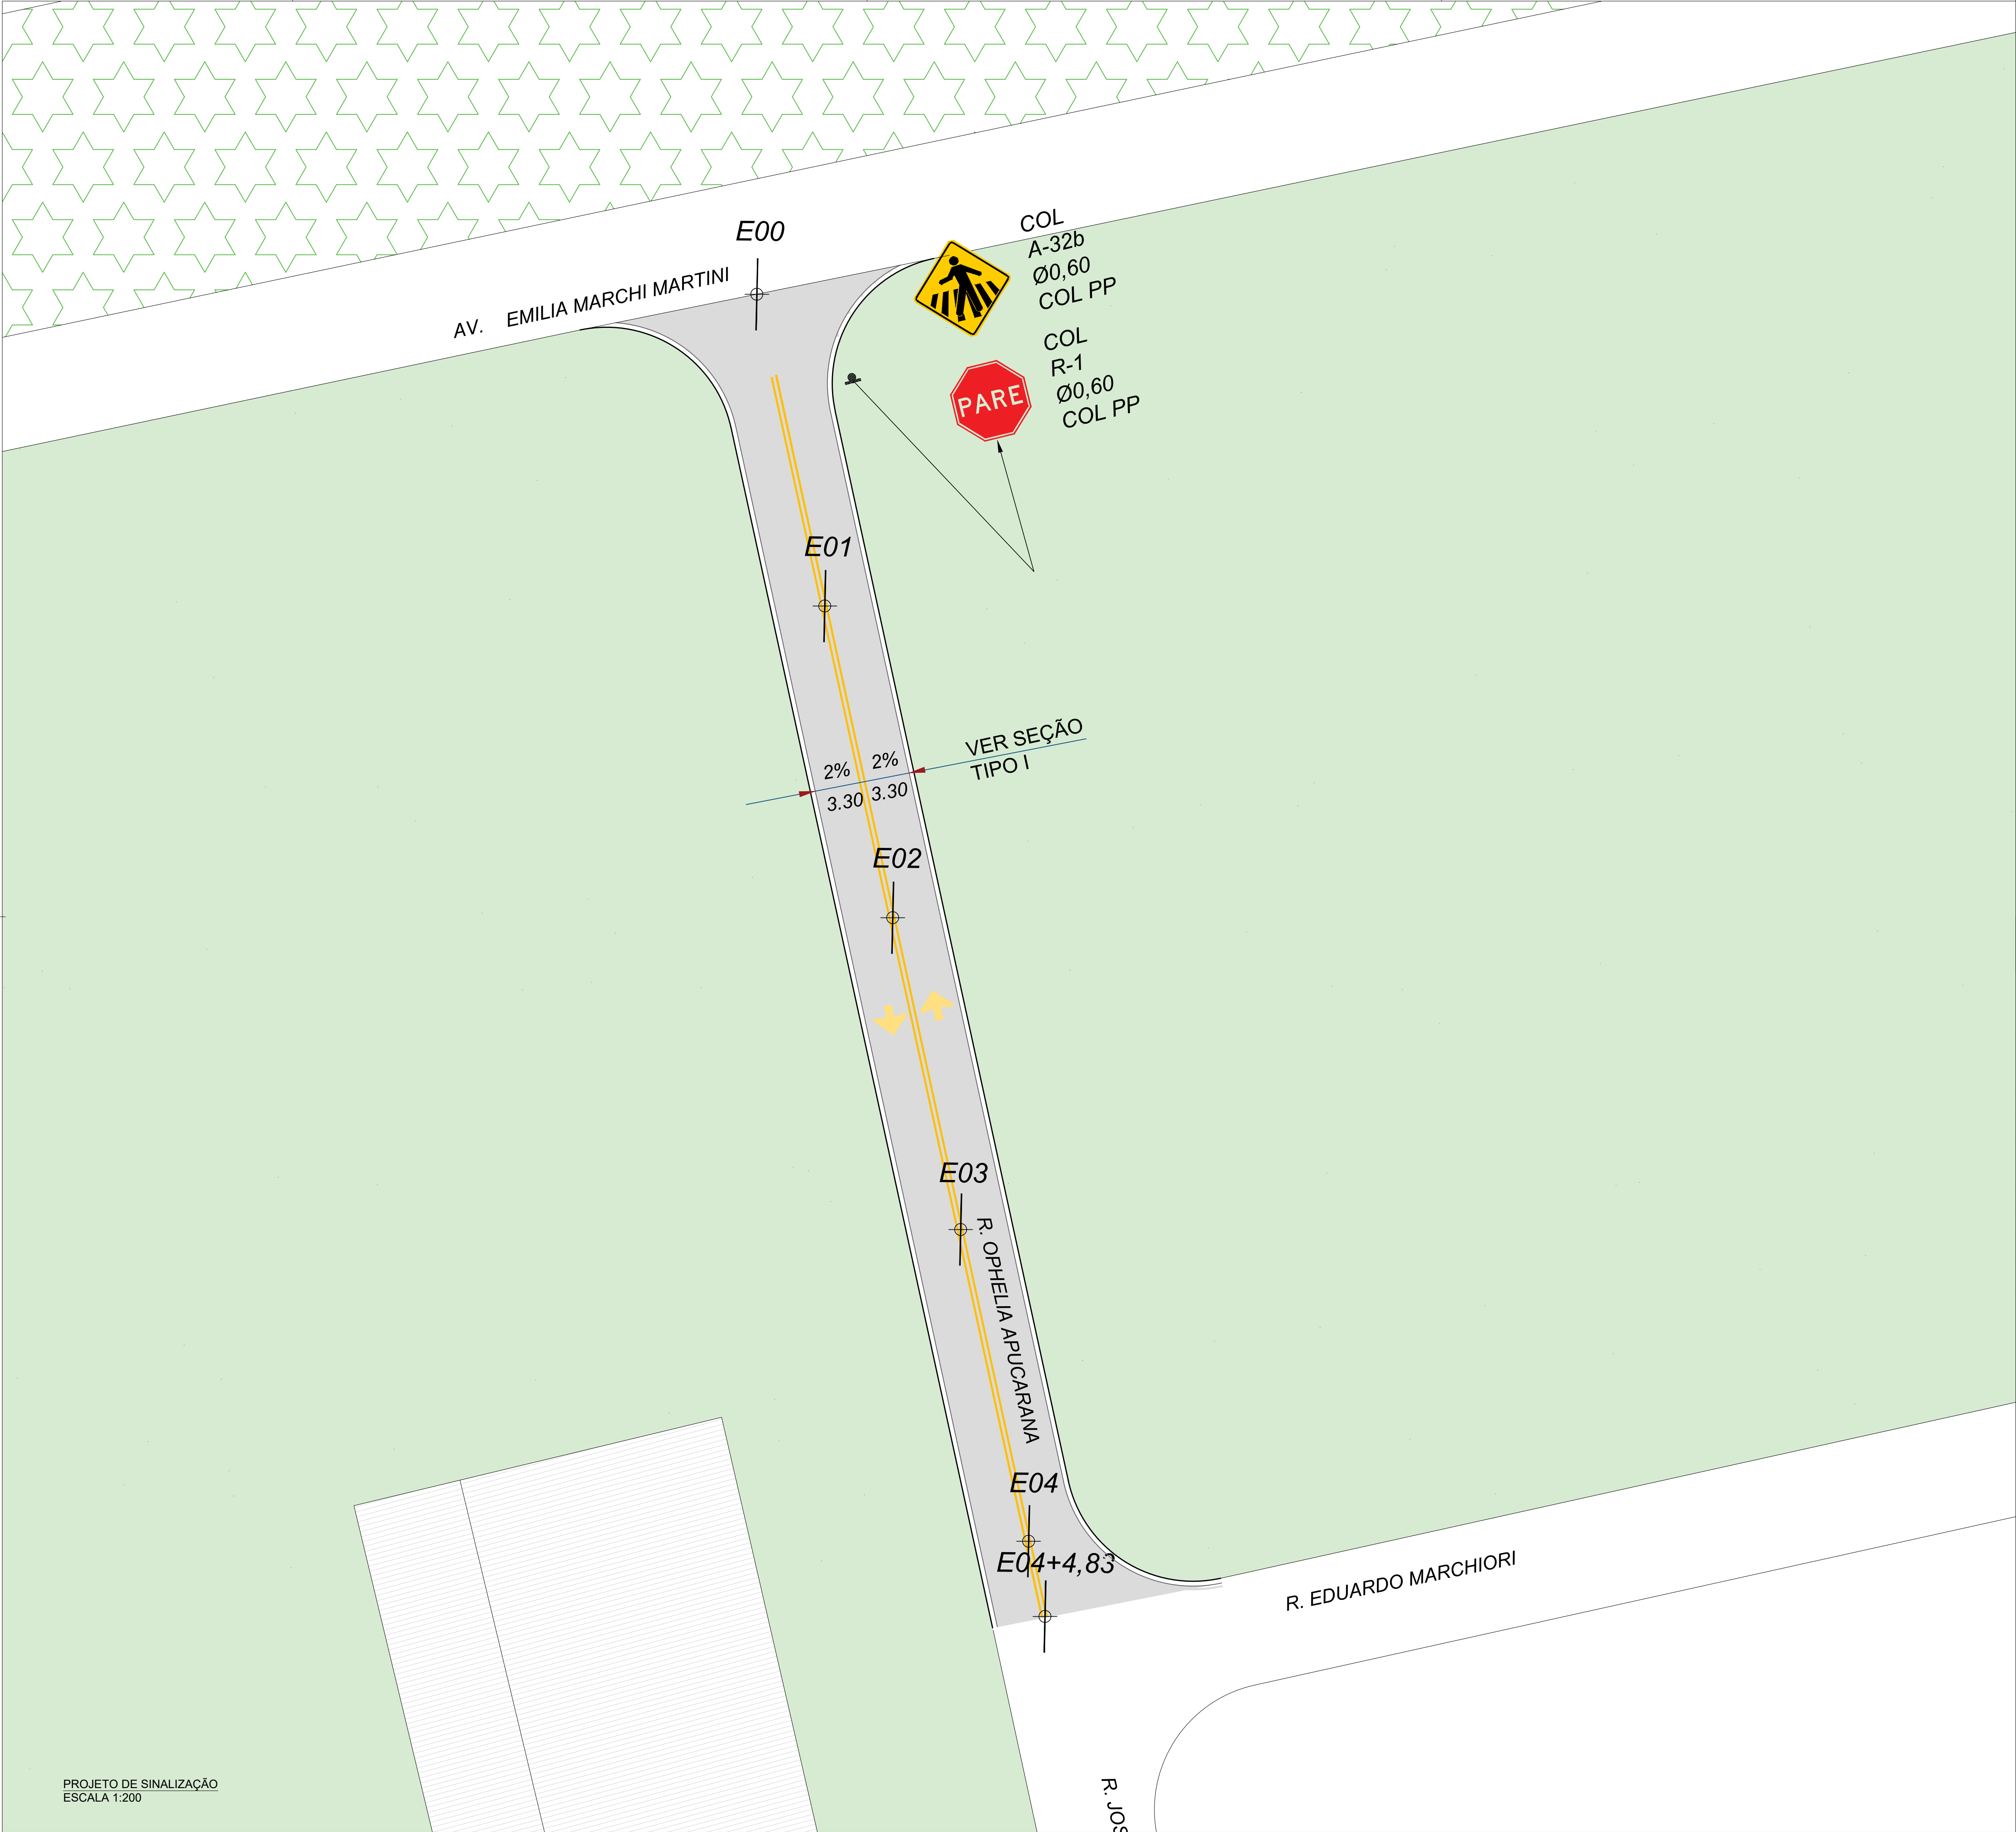 E00
AV. EMILIA MARCHI MARTINI
COL
A-32b
Ø0,60
COL PP
COL
R-1
Ø0,60
COL PP
PARE
E01
VER SEÇÃO
TIPO I
2% 2%
3.30 3.30
E02
E03
R. OPHELIA APUCARANA
E04
E04+4,83
R. EDUARDO MARCHIORI
R. JOS
PROJETO DE SINALIZAÇÃO
ESCALA 1:200